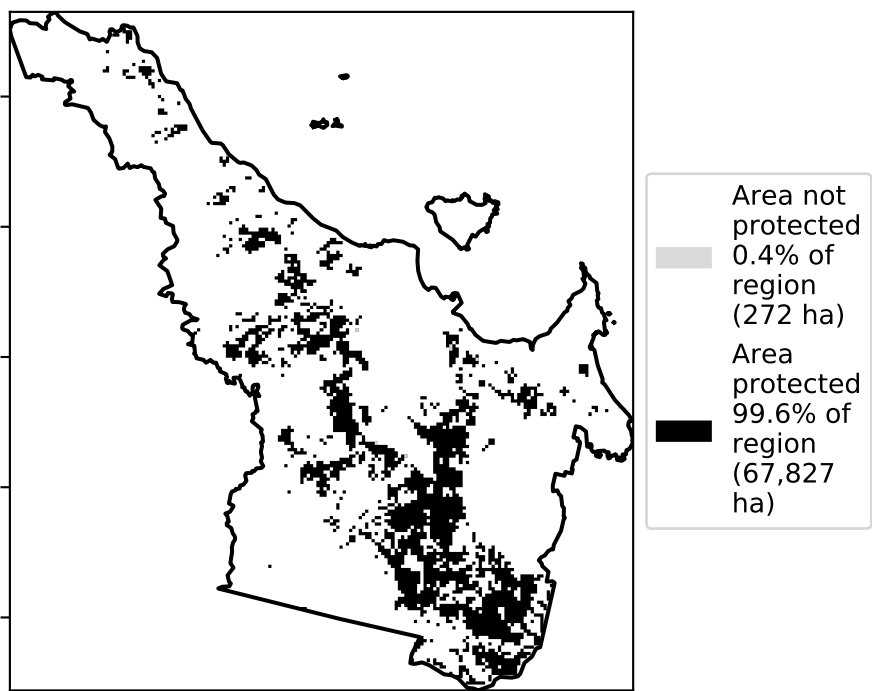 Area not
protected
0.4% of
region
(272 ha)
Area
protected
99.6% of
region
(67,827
ha)